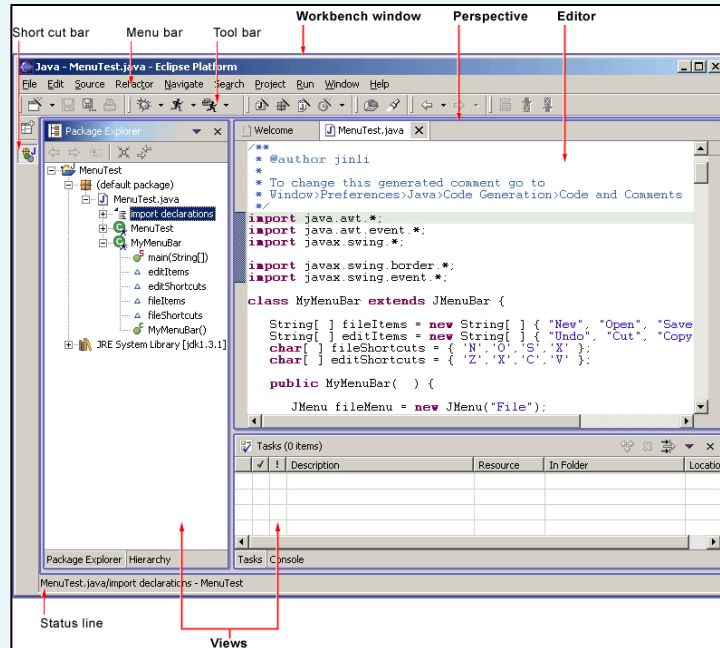 Workbench window
Perspective
Editor
Short cut bar
Menu bar
Tool bar
Java - MenuTest.java - Eclipse Platform
File Edit Source Refactor Navigate Search Project Run Window Help
Package Explorer
MenuTest
(default package)
MenuTest.java
import declarations
MenuTest
MyMenuBar
main(String[])
editItems
editShortcuts
fileItems
fileShortcuts
MyMenuBar()
JRE System Library [jdk1.3.1]
Package Explorer Hierarchy
Welcome
MenuTest.java
/**
* @author jinli
*
* To change this generated comment go to
* Window>Preferences>Java>Code Generation>Code and Comments
*/
import java.awt.*;
import java.awt.event.*;
import javax.swing.*;
import javax.swing.border.*;
import javax.swing.event.*;
class MyMenuBar extends JMenuBar {
String[ ] fileItems = new String[ ] { "New", "Open", "Save
String[ ] editItems = new String[ ] { "Undo", "Cut", "Copy
char[ ] fileShortcuts = { 'N','O','S','X' };
char[ ] editShortcuts = { 'Z','X','C','V' };
public MyMenuBar( ) {
JMenu fileMenu = new JMenu("File");
Tasks (0 items)
! Description Resource In Folder Locatio
Tasks Console
MenuTest.java/import declarations - MenuTest
Status line
Views